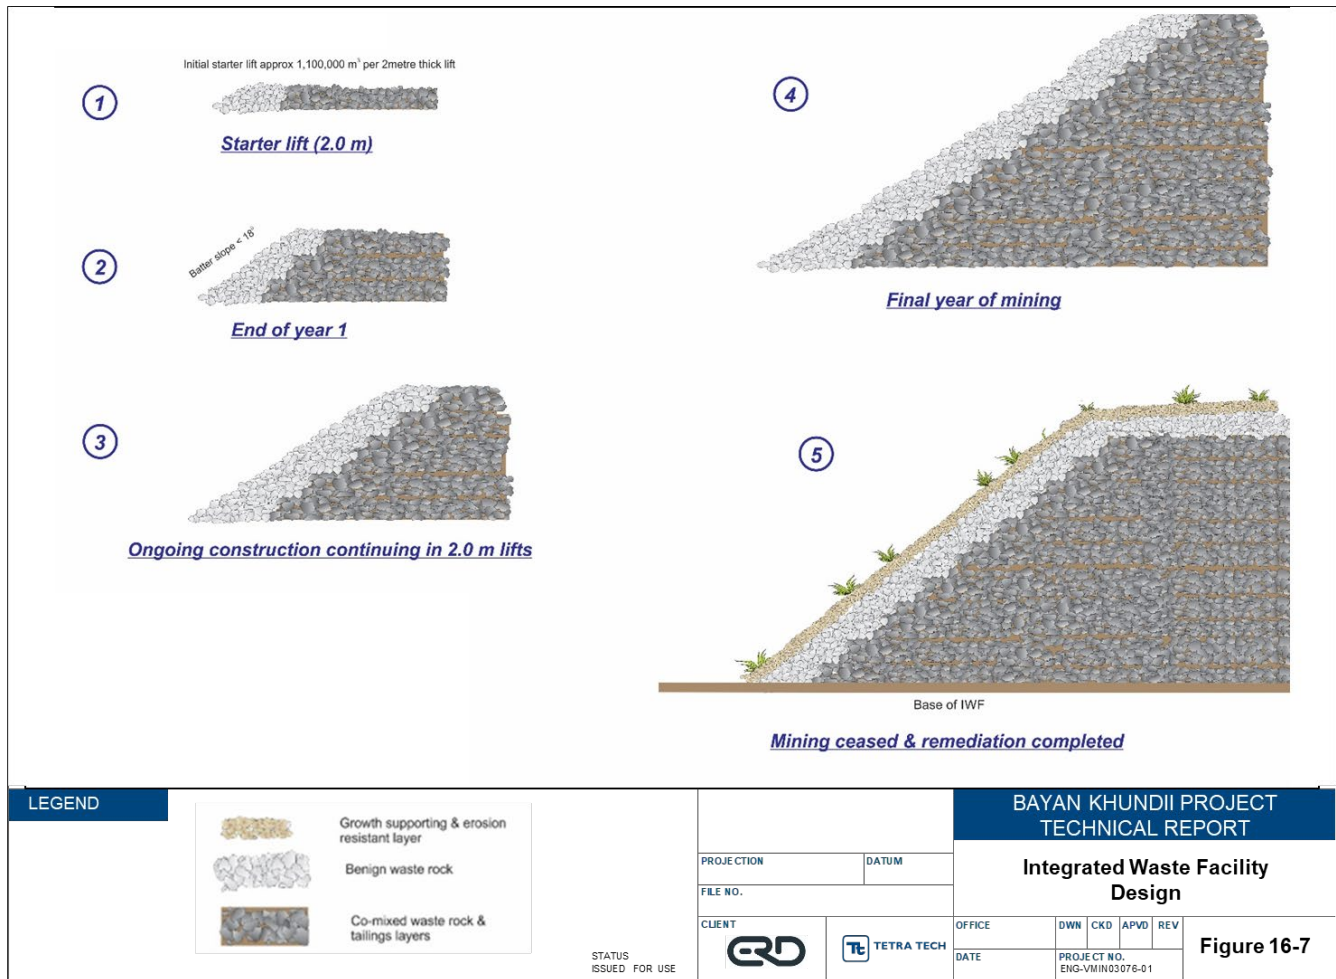 Initial starter lift approx 1,100,000 m³ per 2metre thick lift
1
Starter lift (2.0 m)
Batter slope < 18°
2
End of year 1
3
Ongoing construction continuing in 2.0 m lifts
4
Final year of mining
5
Base of IWF
Mining ceased & remediation completed
LEGEND
Growth supporting & erosion
resistant layer
Benign waste rock
Co-mixed waste rock &
tailings layers
STATUS
ISSUED FOR USE
PROJECTION
DATUM
FILE NO.
CLIENT
ERD
Tt TETRA TECH
BAYAN KHUNDII PROJECT
TECHNICAL REPORT
Integrated Waste Facility
Design
OFFICE
DWN
CKD
APVD
REV
DATE
PROJECT NO.
ENG-VMIN03076-01
Figure 16-7